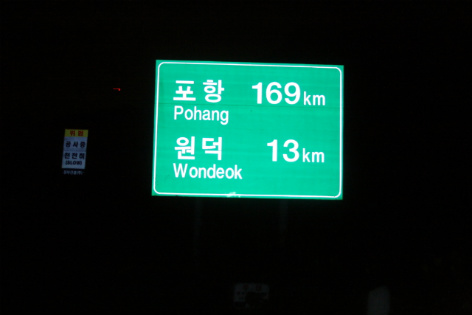 포항 169km
Pohang
원덕 13km
Wondeok